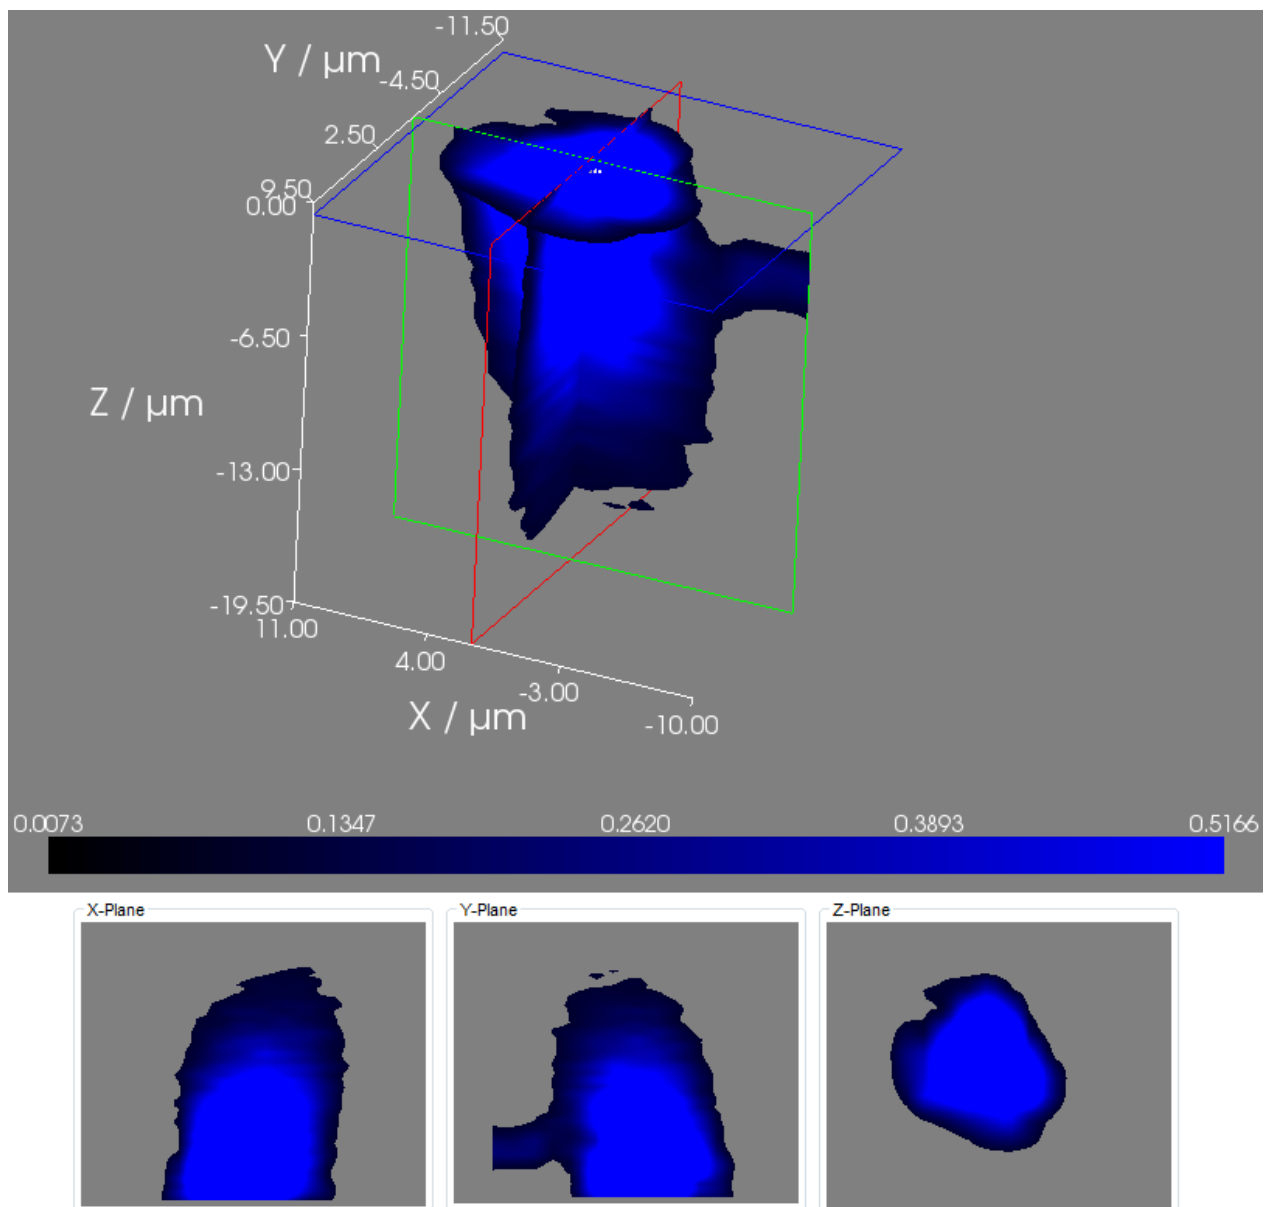 -11.50
Y / µm
-4.50
2.50
9.50
0.00
-6.50
Z / µm
-13.00
-19.50
11.00
4.00
-3.00
X / µm
-10.00
0.0073 0.1347 0.2620 0.3893 0.5166
X-Plane Y-Plane Z-Plane